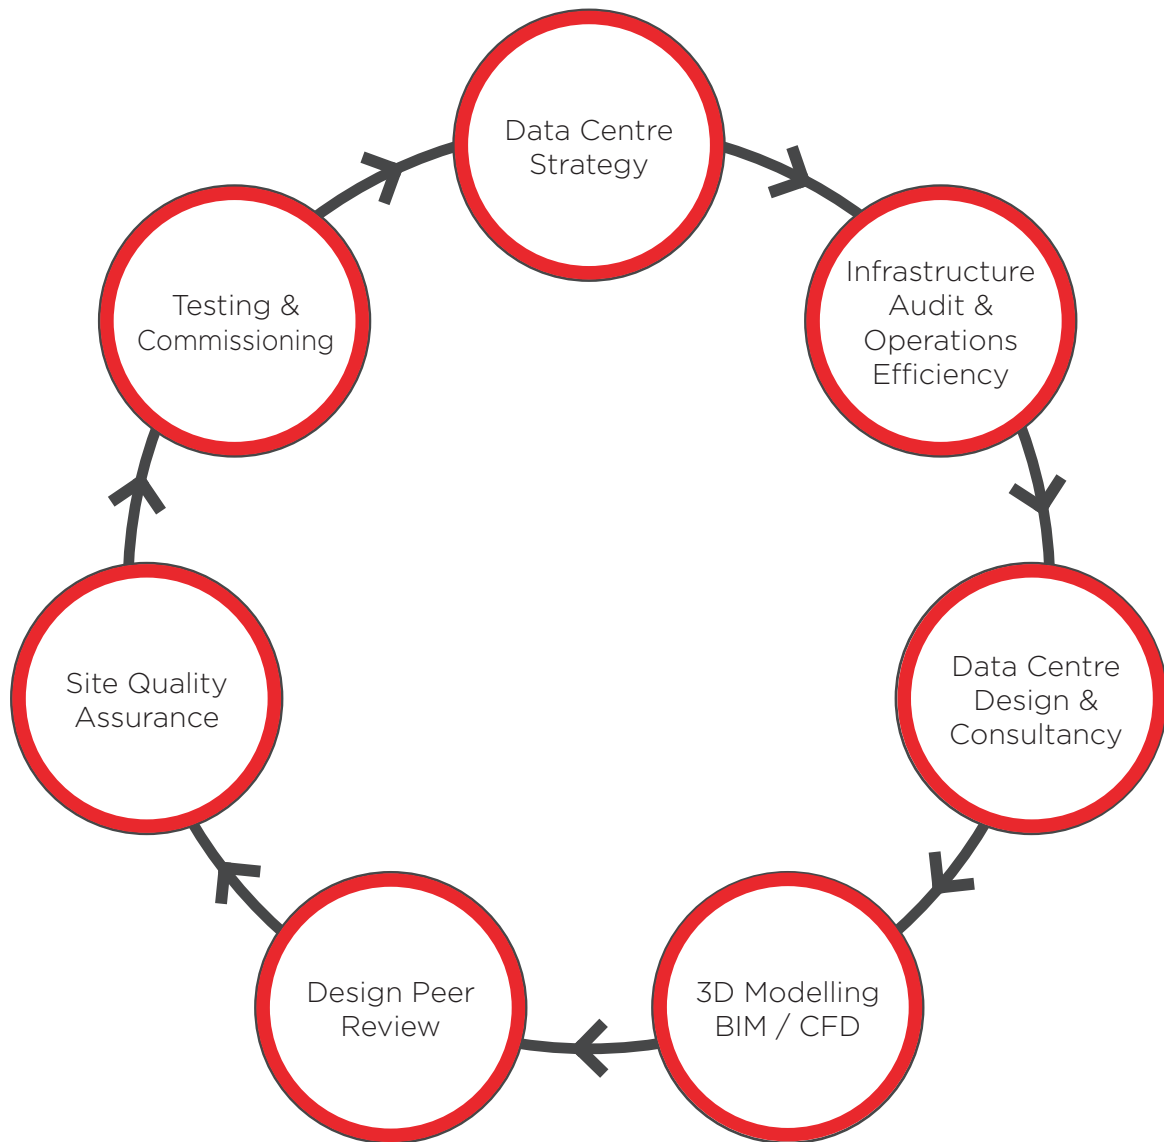 Data Centre
Strategy
Infrastructure
Audit &
Operations
Efficiency
Data Centre
Design &
Consultancy
3D Modelling
BIM / CFD
Design Peer
Review
Site Quality
Assurance
Testing &
Commissioning